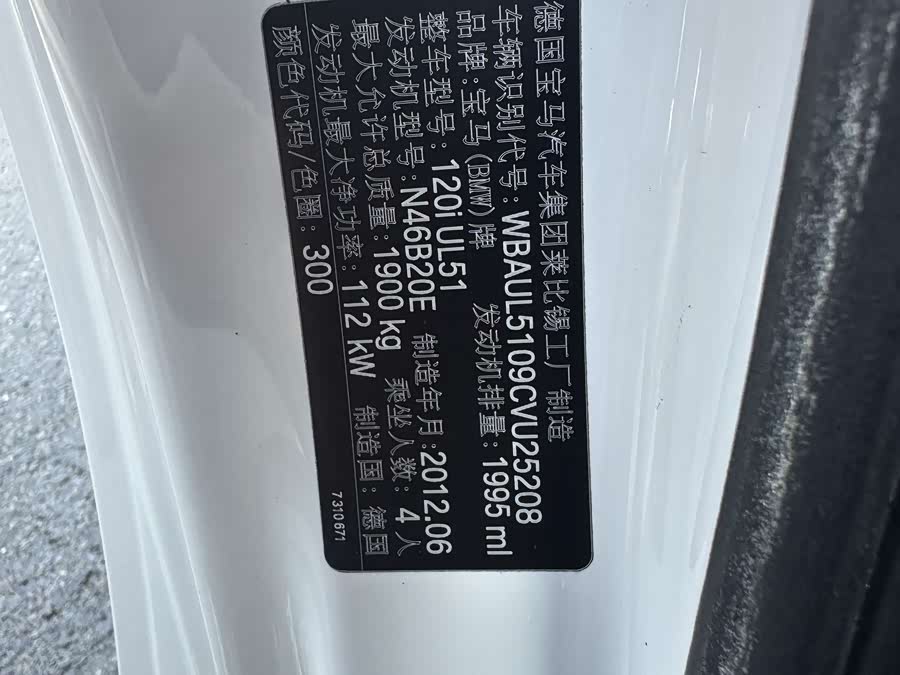 德国宝马汽车集团莱比锡工厂制造
车辆识别代号: WBAUL5109CVU25208
品牌:宝马(BMW)牌 发动机排量:1995 ml
整车型号: 120i UL51
发动机型号: N46B20E 制造年月:2012.06
最大允许总质量: 1900 kg 乘坐人数: 4 人
发动机最大净功率: 112 kW 制造国: 德国
颜色代码/色圈: 300
7 310 671